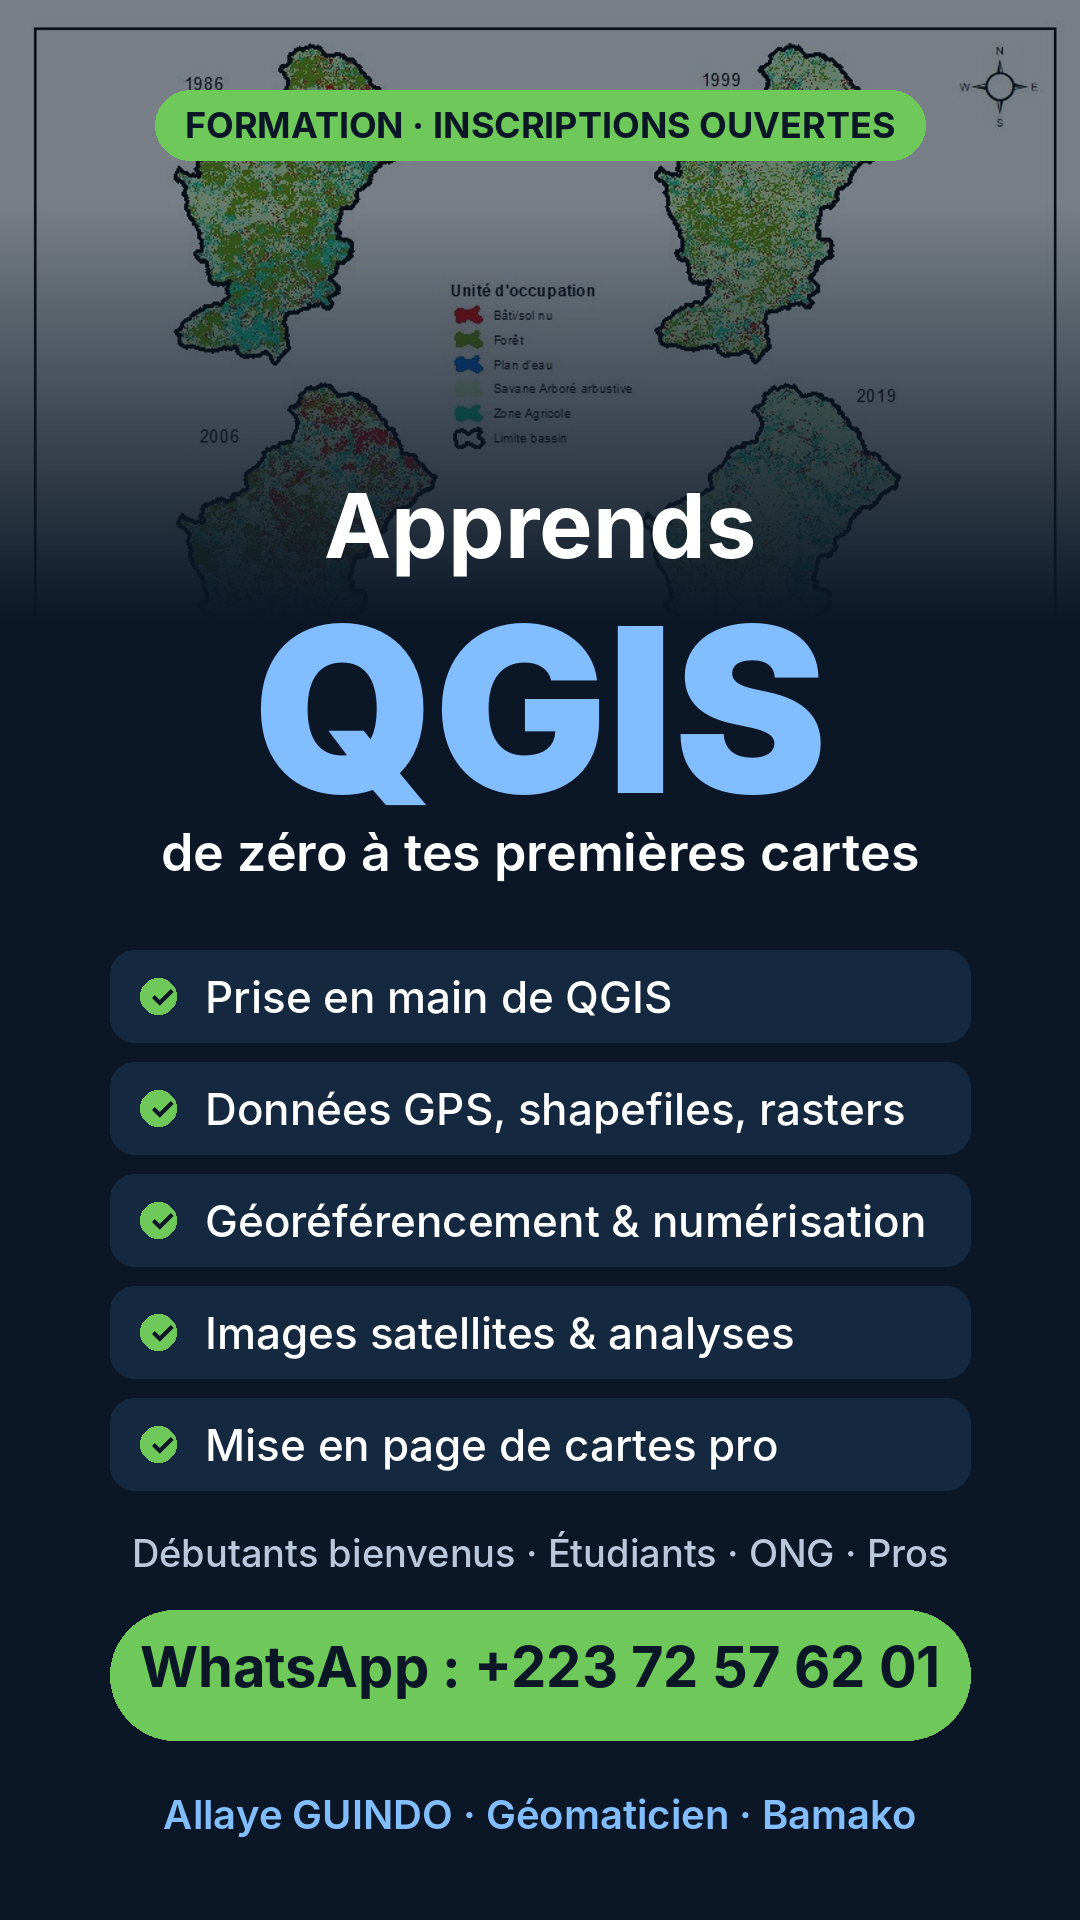 1986
1999
N
W
E
S
FORMATION · INSCRIPTIONS OUVERTES
Unité d'occupation
Bâti/sol nu
Forêt
Plan d'eau
Savane Arboré arbustive
Zone Agricole
Limite bassin
2006
2019
Apprends
QGIS
de zéro à tes premières cartes
Prise en main de QGIS
Données GPS, shapefiles, rasters
Géoréférencement & numérisation
Images satellites & analyses
Mise en page de cartes pro
Débutants bienvenus · Étudiants · ONG · Pros
WhatsApp : +223 72 57 62 01
Allaye GUINDO · Géomaticien · Bamako